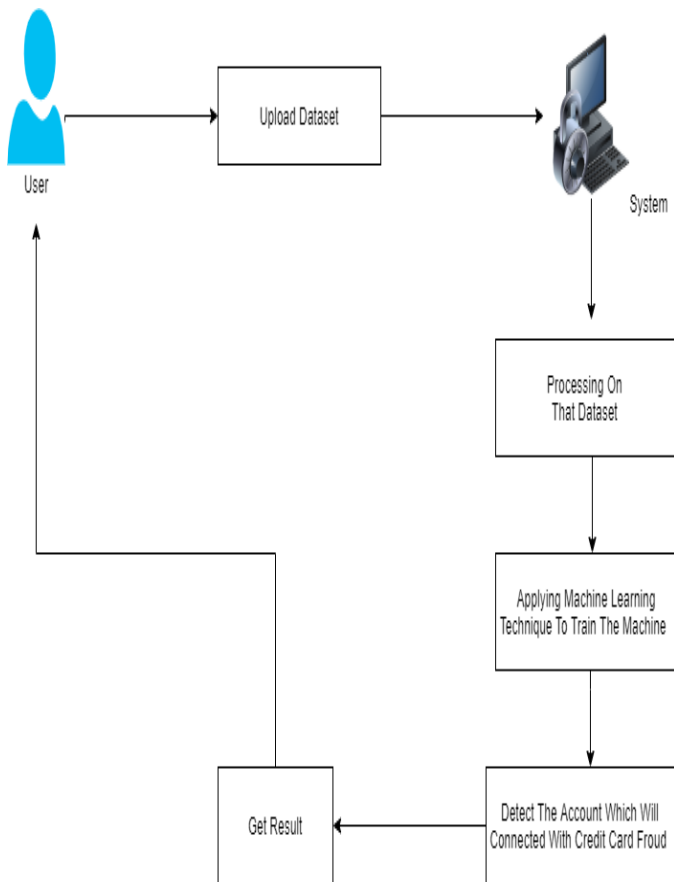 Upload Dataset
User
System
Processing On
That Dataset
Applying Machine Learning
Technique To Train The Machine
Detect The Account Which Will
Connected With Credit Card Froud
Get Result